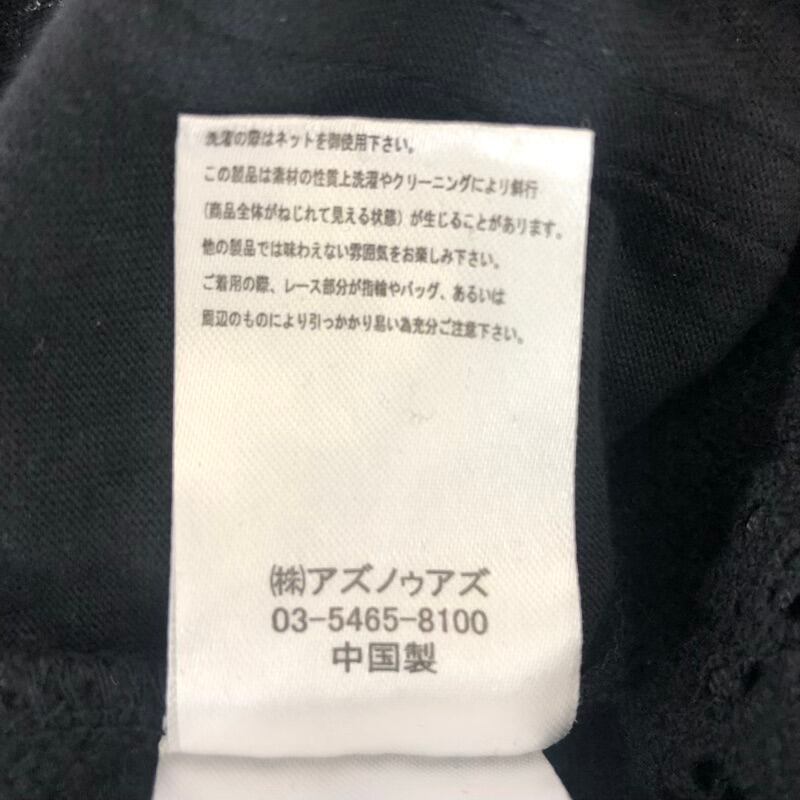 洗濯の際はネットを御使用下さい。
この製品は素材の性質上洗濯やクリーニングにより斜行
(商品全体がねじれて見える状態)が生じることがあります。
他の製品では味わえない雰囲気をお楽しみ下さい。
ご着用の際、レース部分が指輪やバッグ、あるいは
周辺のものにより引っかかり易い為充分ご注意下さい。
㈱アズノゥアズ
03-5465-8100
中国製